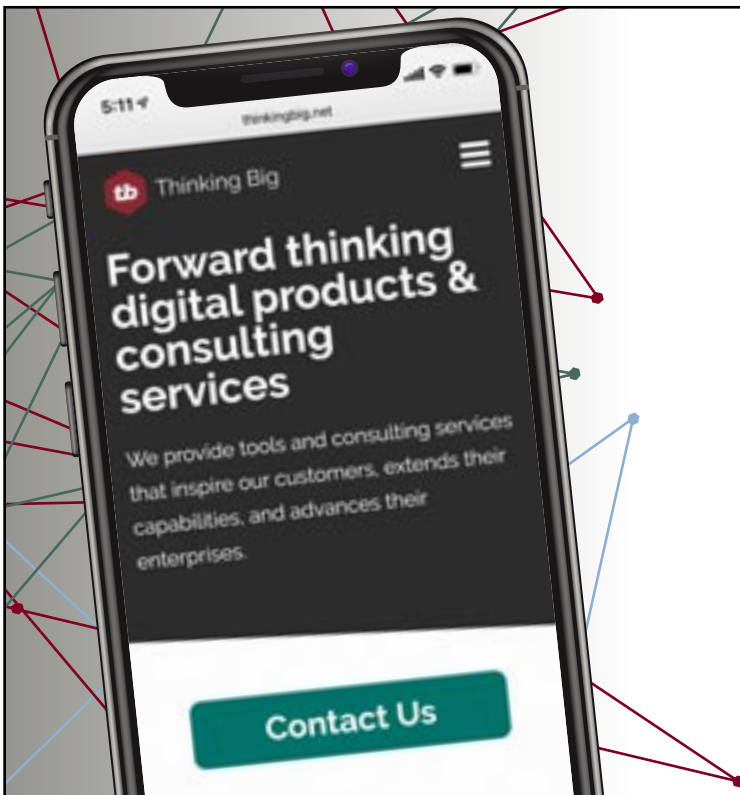 5:11
thinkingbig.net
tb Thinking Big
Forward thinking
digital products &
consulting
services
We provide tools and consulting services
that inspire our customers, extends their
capabilities, and advances their
enterprises.
Contact Us